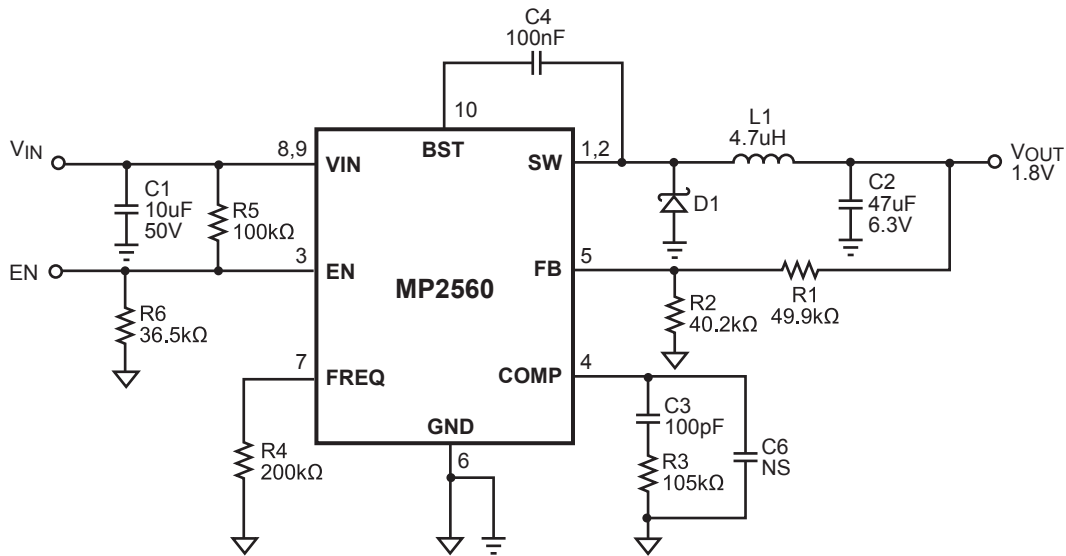 C4
100nF
10
BST
VIN
8,9
VIN
SW
1,2
L1
4.7uH
VOUT
1.8V
C1
10uF
50V
R5
100kΩ
D1
C2
47uF
6.3V
EN
3
EN
MP2560
FB
5
R1
49.9kΩ
R2
40.2kΩ
R6
36.5kΩ
7
FREQ
COMP
4
GND
6
R4
200kΩ
C3
100pF
R3
105kΩ
C6
NS